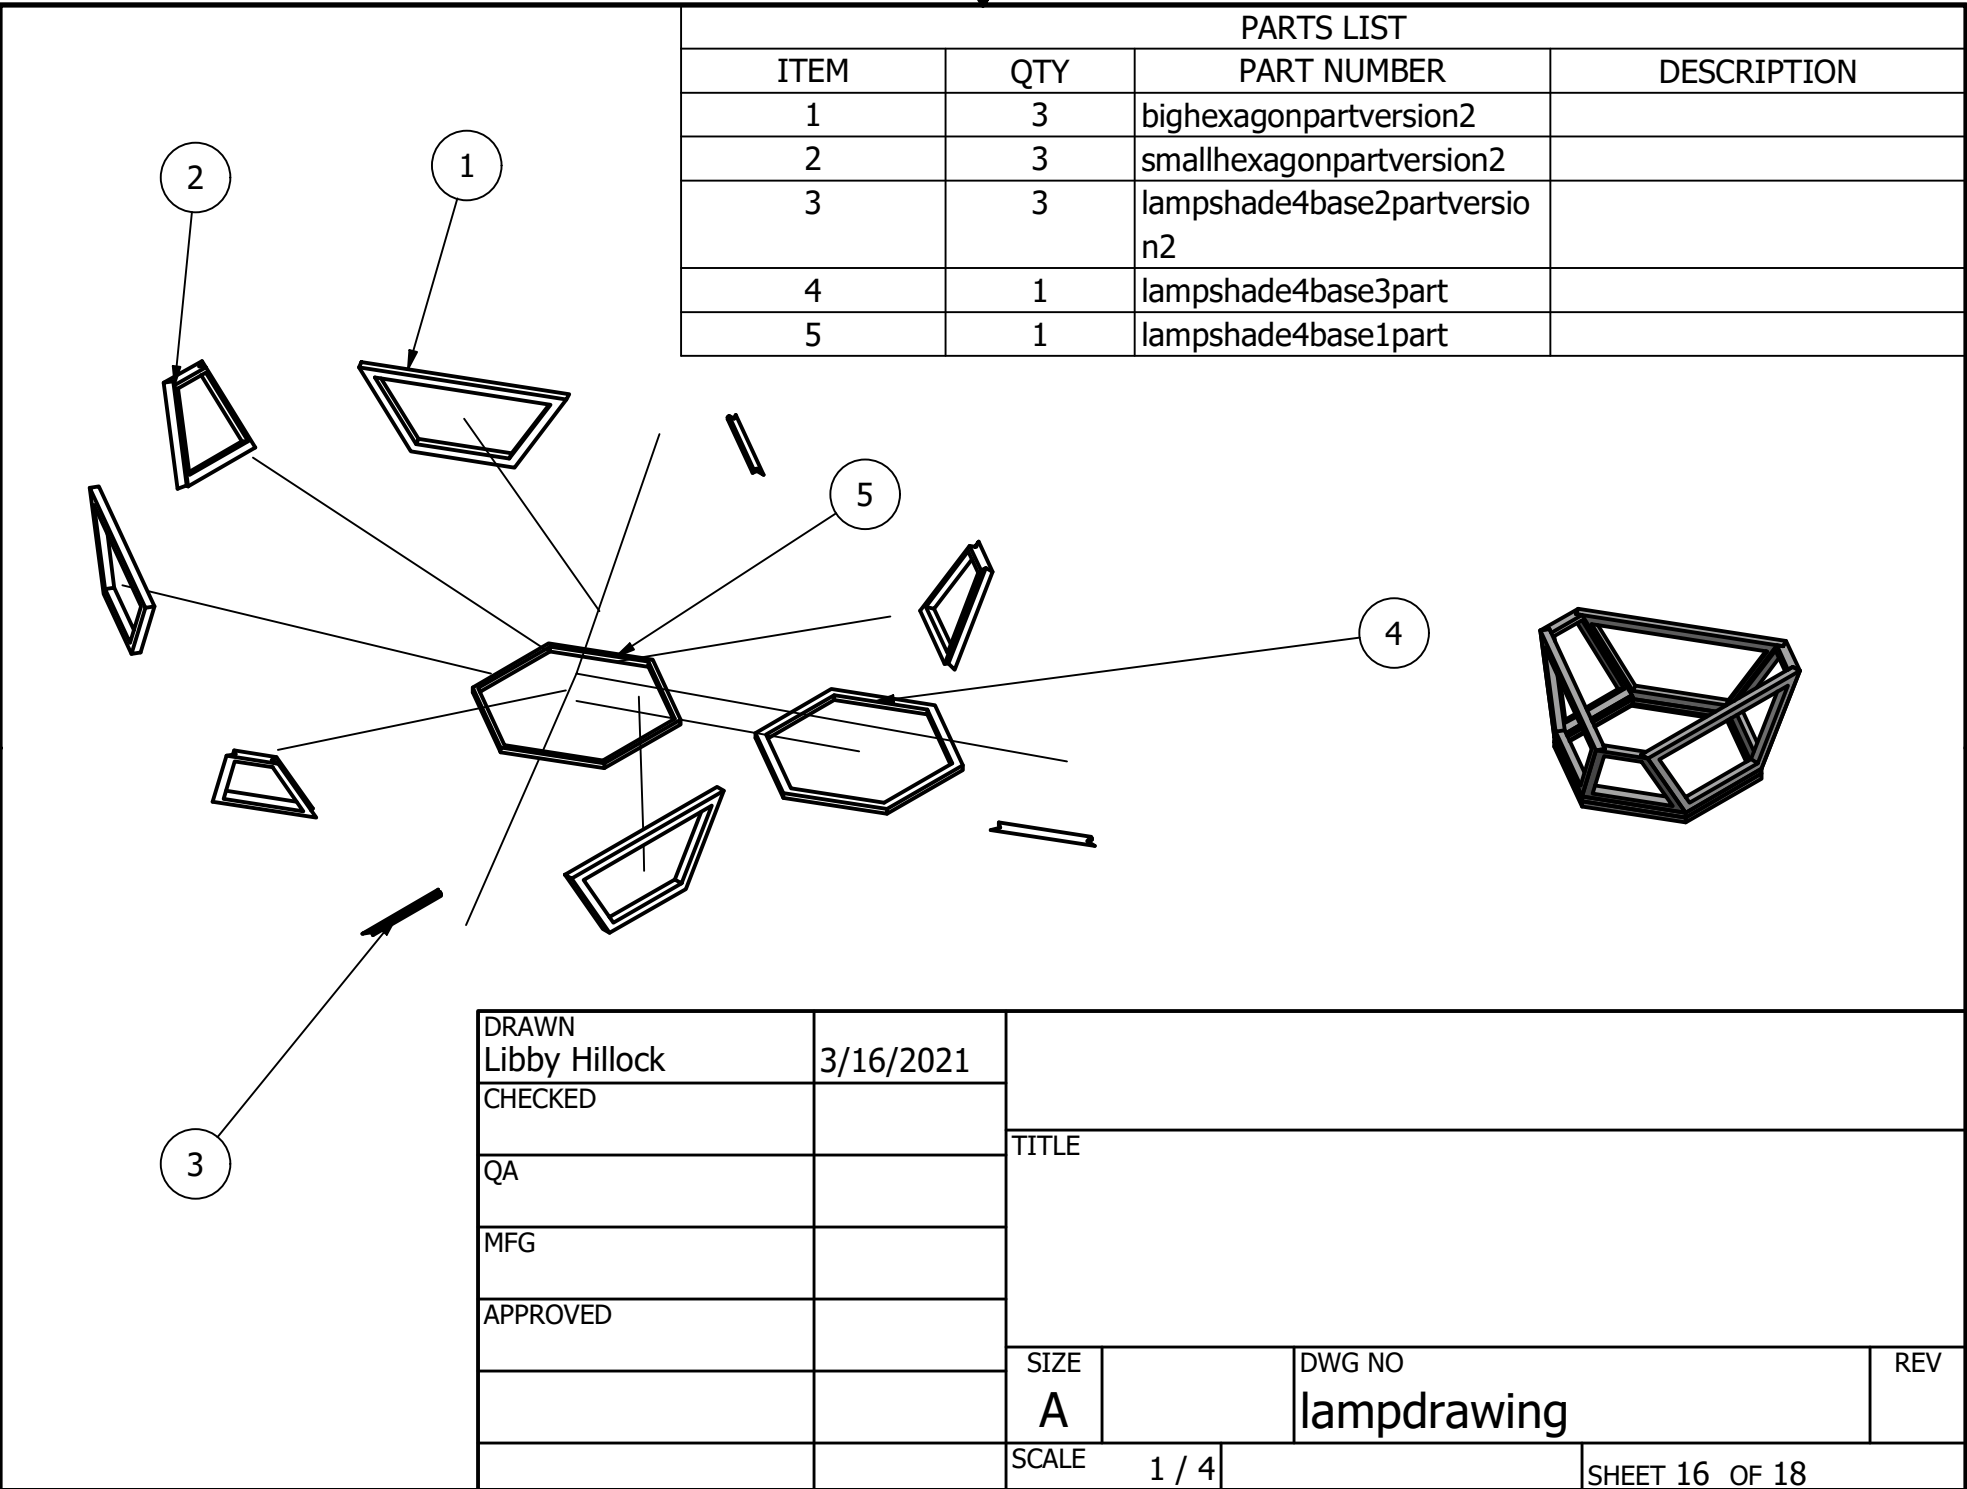 PARTS LIST
ITEM QTY PART NUMBER DESCRIPTION
1 3 bighexagonpartversion2
2 3 smallhexagonpartversion2
3 3 lampshade4base2partversio
n2
4 1 lampshade4base3part
5 1 lampshade4base1part
2
1
5
4
3
DRAWN
Libby Hillock 3/16/2021
CHECKED
QA
MFG
APPROVED
TITLE
SIZE
A
DWG NO
lampdrawing
REV
SCALE 1 / 4
SHEET 16 OF 18